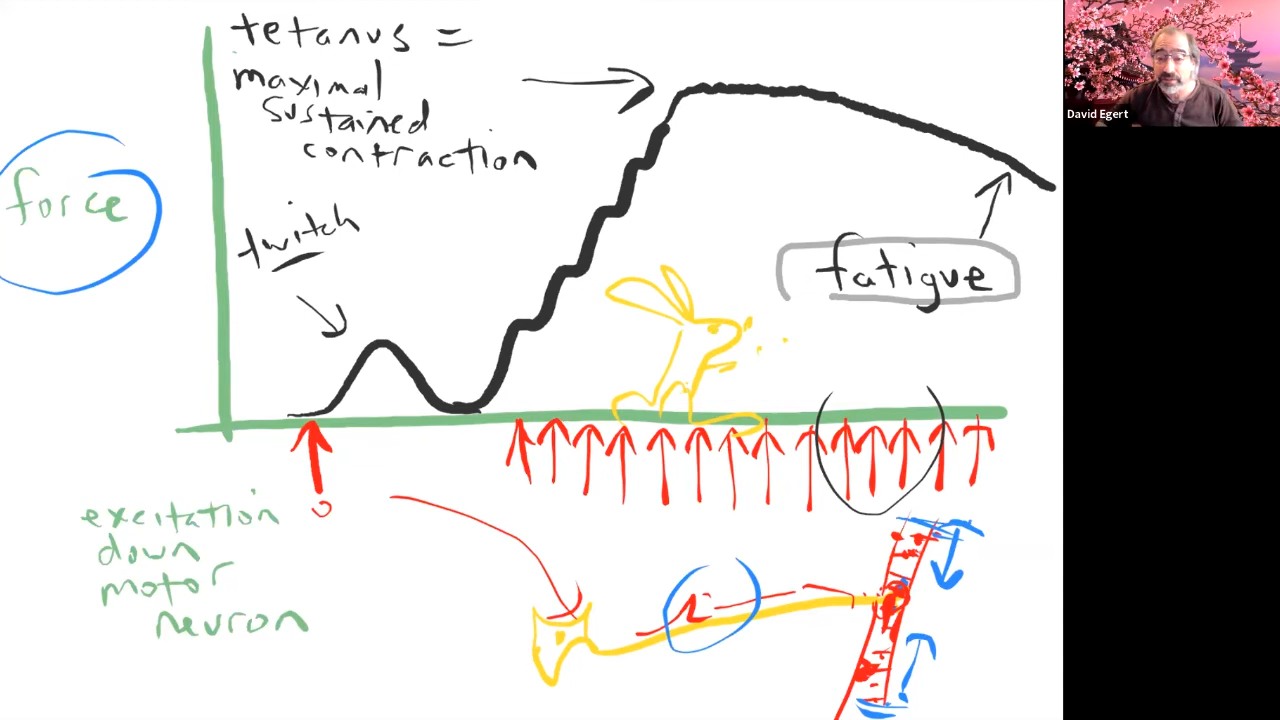 tetanus =
maximal
sustained
contraction
force
twitch
fatigue
excitation
down
motor
neuron
David Egert